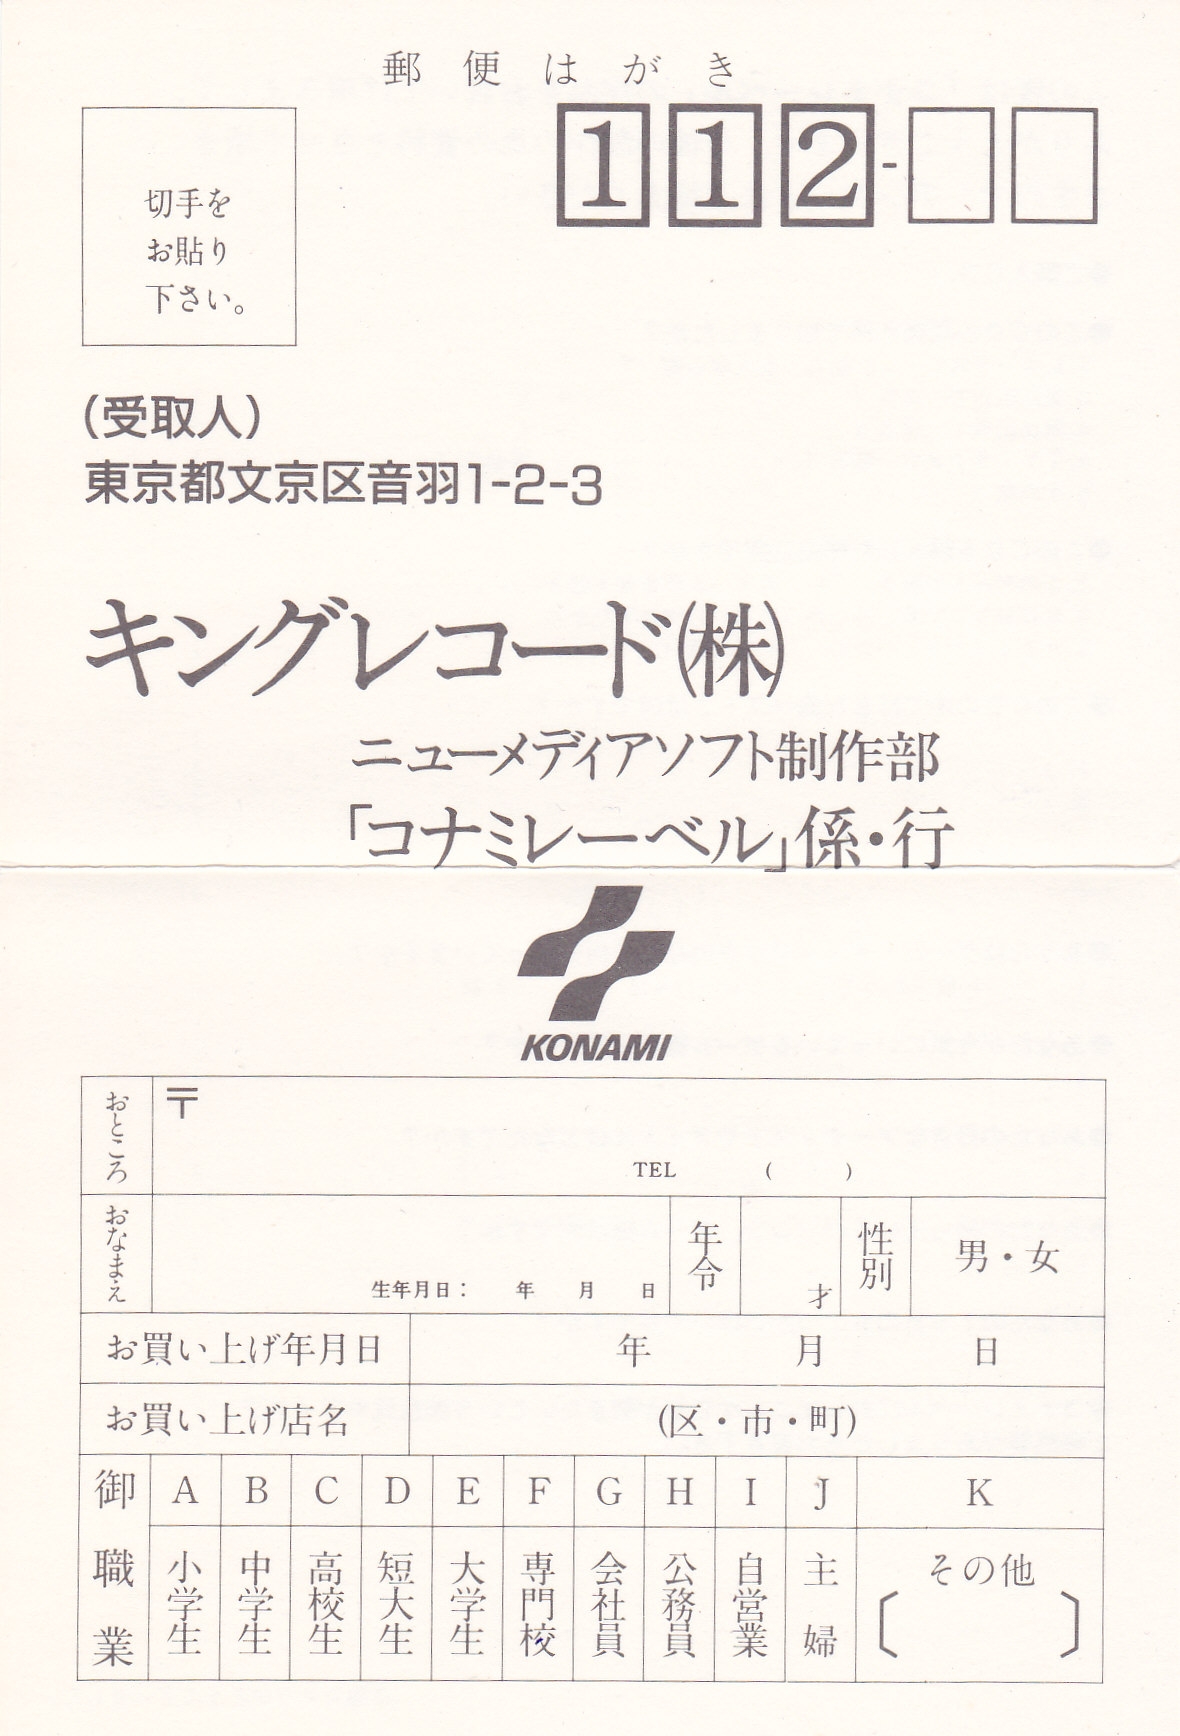 郵便はがき
112-
切手を
お貼り
下さい。
(受取人)
東京都文京区音羽1-2-3
キングレコード(株)
ニューメディアソフト制作部
「コナミレーベル」係・行
KONAMI
おところ
〒
TEL ( )
おなまえ
生年月日: 年 月 日
年令
才
性別
男・女
お買い上げ年月日
年 月 日
お買い上げ店名
(区・市・町)
御職業
A B C D E F G H I J K
小学生
中学生
高校生
短大生
大学生
専門校
会社員
公務員
自営業
主婦
その他
〔 〕